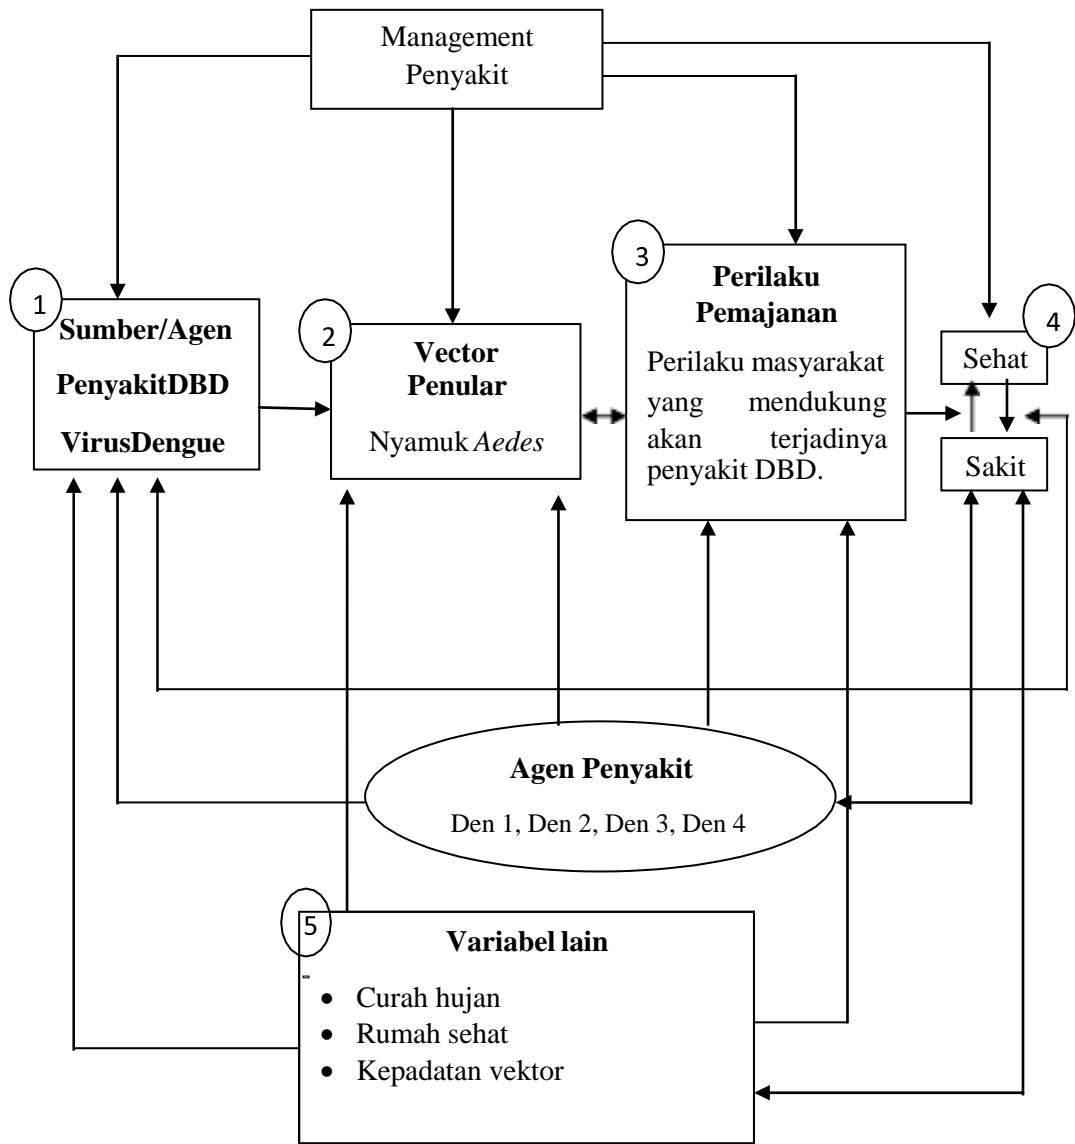 Management
Penyakit
1
Sumber/Agen
PenyakitDBD
VirusDengue
2
Vector
Penular
Nyamuk Aedes
3
Perilaku
Pemajanan
Perilaku masyarakat
yang mendukung
akan terjadinya
penyakit DBD.
4
Sehat
Sakit
Agen Penyakit
Den 1, Den 2, Den 3, Den 4
5
Variabel lain
-
• Curah hujan
• Rumah sehat
• Kepadatan vektor